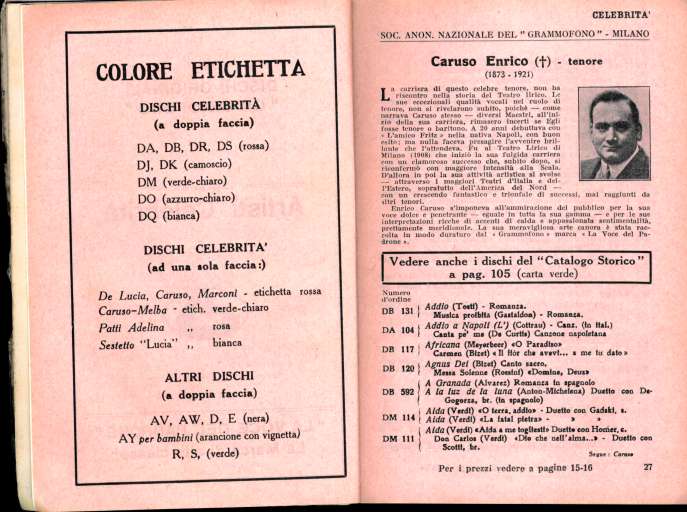 COLORE ETICHETTA
DISCHI CELEBRITÀ
(a doppia faccia)
DA, DB, DR, DS (rossa)
DJ, DK (camoscio)
DM (verde-chiaro)
DO (azzurro-chiaro)
DQ (bianca)
DISCHI CELEBRITA'
(ad una sola faccia:)
De Lucia, Caruso, Marconi - etichetta rossa
Caruso-Melba - etich. verde-chiaro
Patti Adelina ,, rosa
Sestetto "Lucia" ,, bianca
ALTRI DISCHI
(a doppia faccia)
AV, AW, D, E (nera)
AY per bambini (arancione con vignetta)
R, S, (verde)
CELEBRITA'
SOC. ANON. NAZIONALE DEL "GRAMMOFONO" - MILANO
Caruso Enrico (†) - tenore
(1873 - 1921)
La carriera di questo celebre tenore, non ha
riscontro nella storia del Teatro lirico. Le
sue eccezionali qualità vocali nel ruolo di
tenore, non si rivelarono subito, poichè — come
narrava Caruso stesso — diversi Maestri, all'ini-
zio della sua carriera, rimasero incerti se Egli
fosse tenore o baritono. A 20 anni debuttava con
« L'amico Fritz » nella nativa Napoli, con buon
esito; ma nulla faceva presagire l'avvenire bril-
lante che l'attendeva. Fu al Teatro Lirico di
Milano (1908) che iniziò la sua fulgida carriera
con un clamoroso successo che, subito dopo, si
riconfermò con maggiore intensità alla Scala.
D'allora in poi la sua attività artistica si svolse
— attraverso i maggiori Teatri d'Italia e del-
l'Estero, sopratutto dell'America del Nord —
con un crescendo fantastico e trionfale di successi, mai raggiunti da
altri tenori.
Enrico Caruso s'imponeva all'ammirazione del pubblico per la sua
voce dolce e penetrante — eguale in tutta la sua gamma — e per le sue
interpretazioni ricche di accenti di calda e appassionata sentimentalità,
prettamente meridionale. La sua meravigliosa arte canora è stata rac-
colta in modo duraturo dal « Grammofono » marca « La Voce del Pa-
drone ».
Vedere anche i dischi del "Catalogo Storico"
a pag. 105 (carta verde)
Numero
d'ordine
DB 131 { Addio (Tosti) - Romanza.
Musica proibita (Gastaldon) - Romanza.
DA 104 { Addio a Napoli (L') (Cottrau) - Canz. (in ital.)
Canta pe' me (De Curtis) Canzone napoletana
DB 117 { Africana (Meyerbeer) «O Paradiso»
Carmen (Bizet) «Il fiòr che avevi... a me tu dato»
DB 120 { Agnus Dei (Bizet) Canto sacro.
Messa Solenne (Rossini) «Domine, Deus»
DB 592 { A Granada (Alvarez) Romanza in spagnolo
A la luz de la luna (Anton-Michelena) Duetto con De-
Gogorza, br. (in spagnolo)
DM 114 { Aida (Verdi) «O terra, addio» - Duetto con Gadski, s.
Aida (Verdi) «La fatal pietra» - » »
DM 111 { Aida (Verdi) «Aida a me togliesti» Duetto con Homer, c.
Don Carlos (Verdi) «Dio che nell'alma...» - Duetto con
Scotti, br.
Segue: Caruso
Per i prezzi vedere a pagine 15-16 27